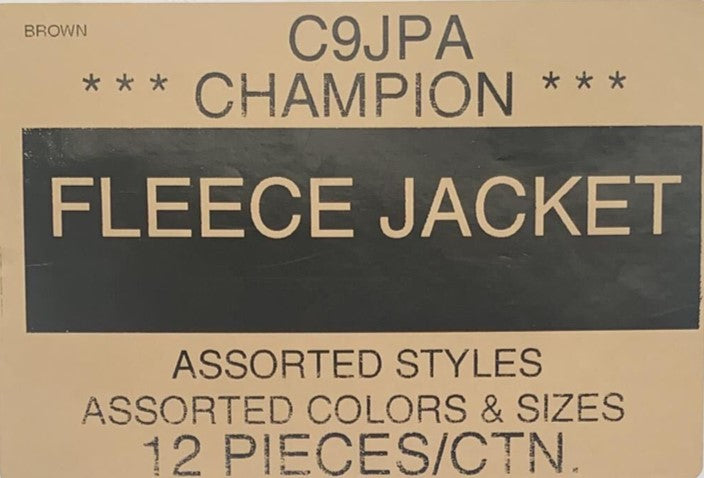 BROWN
C9JPA
*** CHAMPION ***
FLEECE JACKET
ASSORTED STYLES
ASSORTED COLORS & SIZES
12 PIECES/CTN.